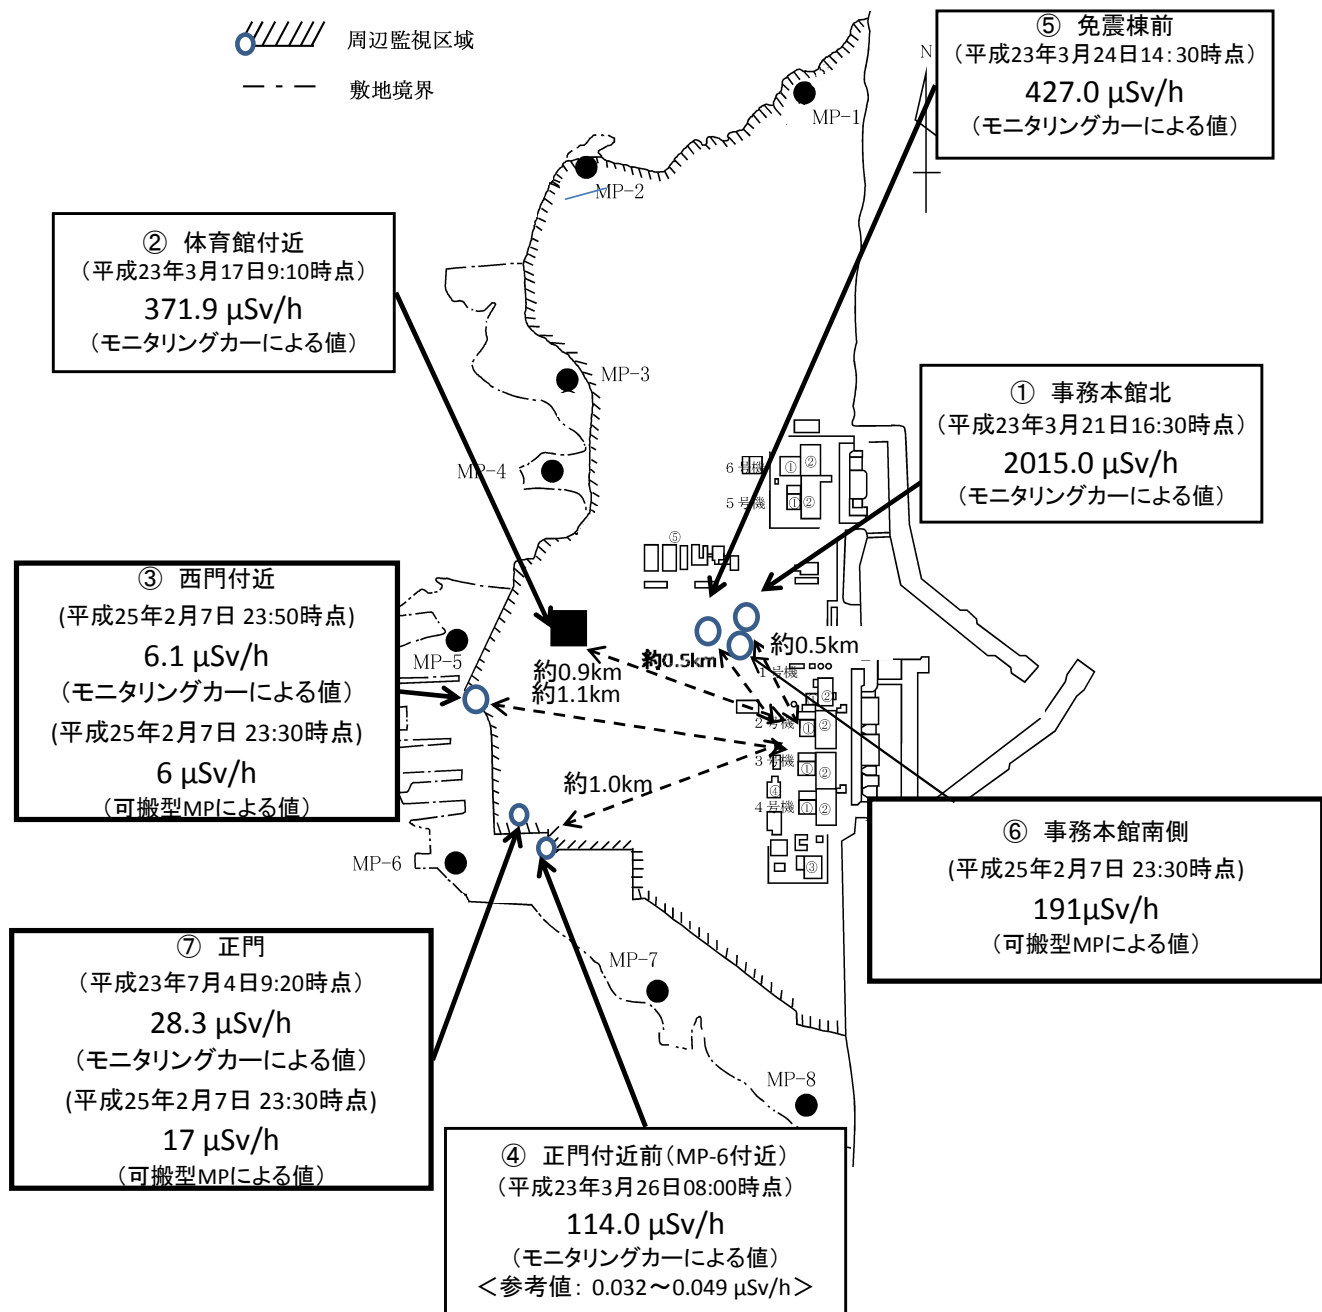 周辺監視区域
敷地境界
⑤ 免震棟前
（平成23年3月24日14：30時点）
427.0 μSv/h
（モニタリングカーによる値）
N
MP-1
MP-2
② 体育館付近
（平成23年3月17日9:10時点）
371.9 μSv/h
（モニタリングカーによる値）
MP-3
① 事務本館北
（平成23年3月21日16:30時点）
2015.0 μSv/h
（モニタリングカーによる値）
MP-4
6号機
①
②
5号機
①
②
⑤
③ 西門付近
(平成25年2月7日 23:50時点)
6.1 μSv/h
（モニタリングカーによる値）
(平成25年2月7日 23:30時点)
6 μSv/h
（可搬型MPによる値）
MP-5
約0.9km
約1.1km
約0.5km
約0.5km
1号機
②
2号機
①
②
3号機
①
②
約1.0km
④
4号機
①
②
MP-6
③
⑥ 事務本館南側
(平成25年2月7日 23:30時点)
191μSv/h
（可搬型MPによる値）
⑦ 正門
（平成23年7月4日9:20時点）
28.3 μSv/h
（モニタリングカーによる値）
(平成25年2月7日 23:30時点)
17 μSv/h
（可搬型MPによる値）
MP-7
MP-8
④ 正門付近前（MP-6付近）
（平成23年3月26日08:00時点）
114.0 μSv/h
（モニタリングカーによる値）
＜参考値：0.032～0.049 μSv/h＞